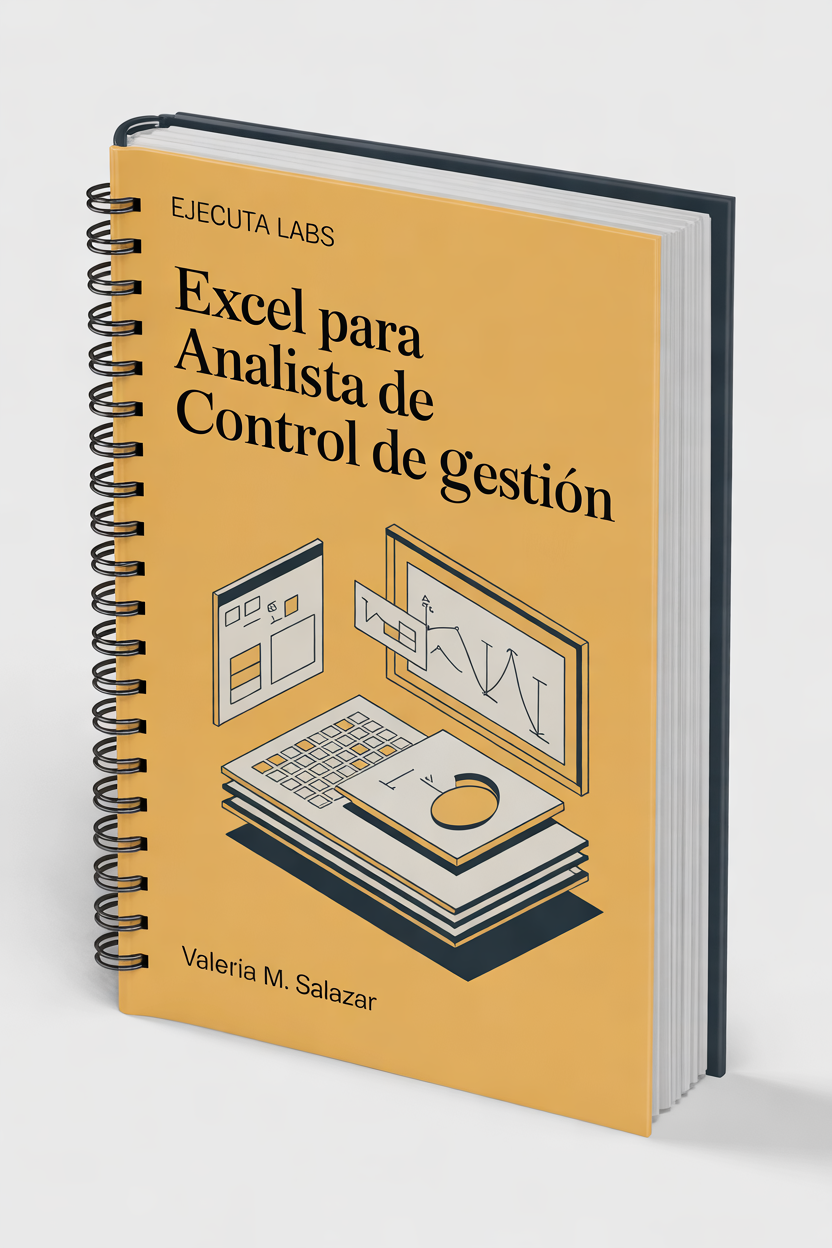 EJECUTA LABS
Excel para
Analista de
Control de gestión
Valeria M. Salazar